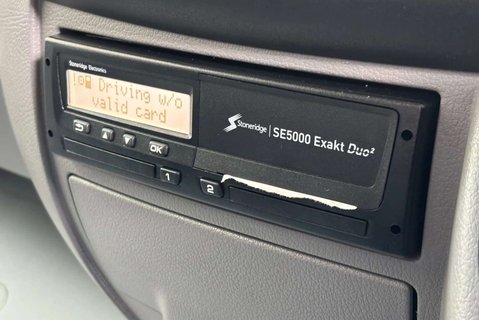 Stoneridge Electronics
! Driving w/o
valid card
Stoneridge | SE5000 Exakt Duo²
OK
1
2